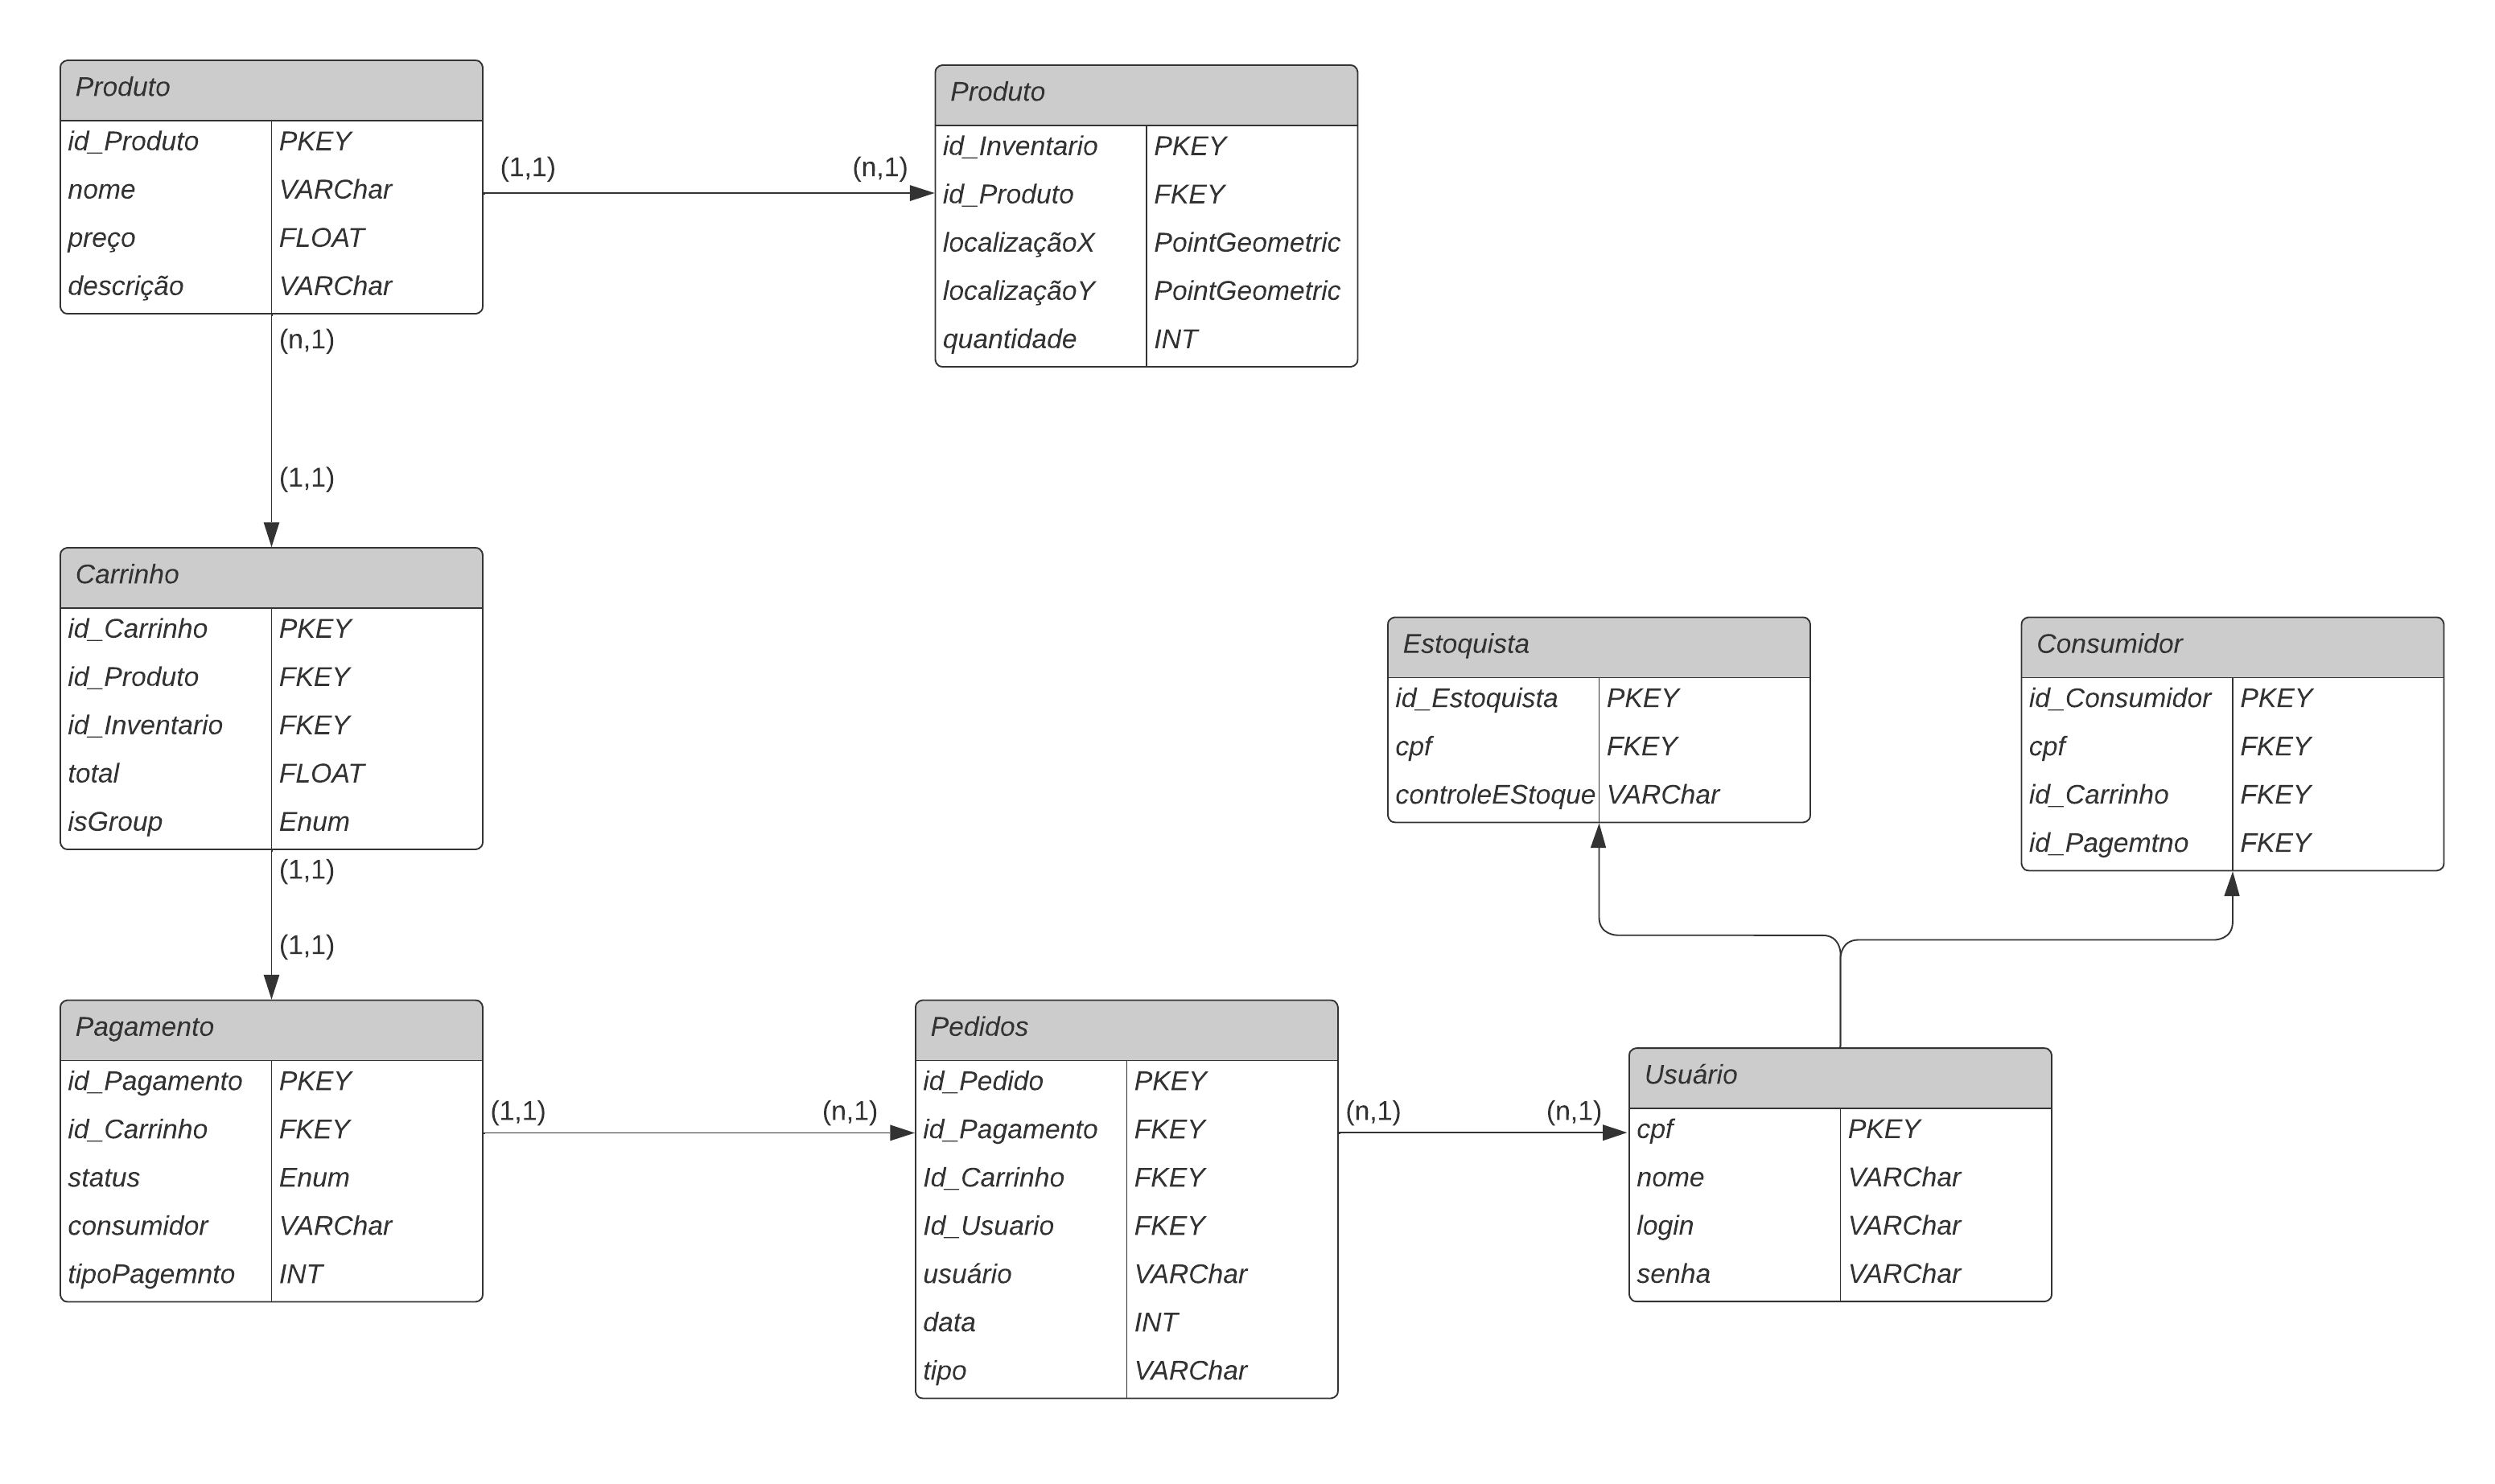 Produto
id_Produto PKEY
nome VARChar
preço FLOAT
descrição VARChar
(1,1) (n,1)
Produto
id_Inventario PKEY
id_Produto FKEY
localizaçãoX PointGeometric
localizaçãoY PointGeometric
quantidade INT
(n,1)
(1,1)
Carrinho
id_Carrinho PKEY
id_Produto FKEY
id_Inventario FKEY
total FLOAT
isGroup Enum
(1,1)
(1,1)
Estoquista
id_Estoquista PKEY
cpf FKEY
controleEStoque VARChar
Consumidor
id_Consumidor PKEY
cpf FKEY
id_Carrinho FKEY
id_Pagemtno FKEY
Pagamento
id_Pagamento PKEY
id_Carrinho FKEY
status Enum
consumidor VARChar
tipoPagemnto INT
(1,1) (n,1)
Pedidos
id_Pedido PKEY
id_Pagamento FKEY
Id_Carrinho FKEY
Id_Usuario FKEY
usuário VARChar
data INT
tipo VARChar
(n,1) (n,1)
Usuário
cpf PKEY
nome VARChar
login VARChar
senha VARChar